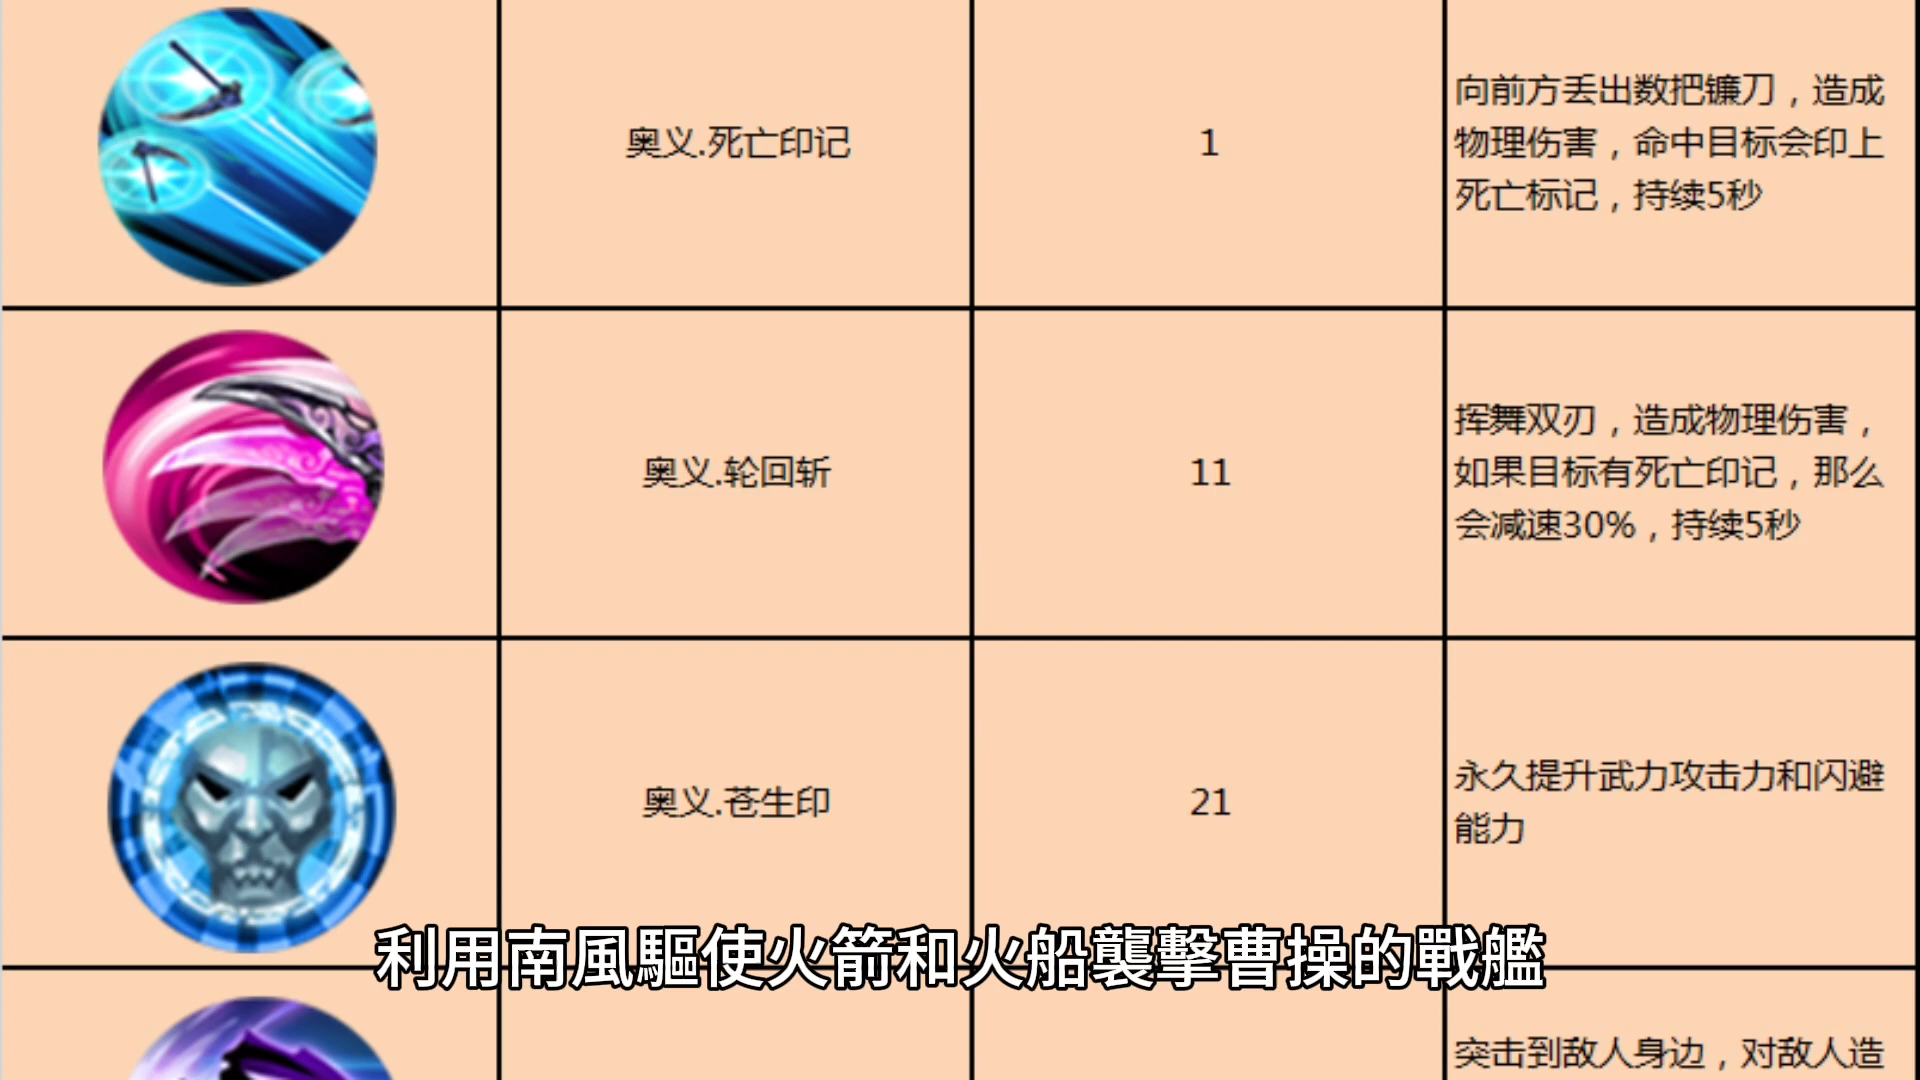 奥义.死亡印记
1
向前方丢出数把镰刀，造成
物理伤害，命中目标会印上
死亡标记，持续5秒
奥义.轮回斩
11
挥舞双刃，造成物理伤害，
如果目标有死亡印记，那么
会减速30%，持续5秒
奥义.苍生印
21
永久提升武力攻击力和闪避
能力
利用南風驅使火箭和火船襲擊曹操的戰艦
突击到敌人身边，对敌人造